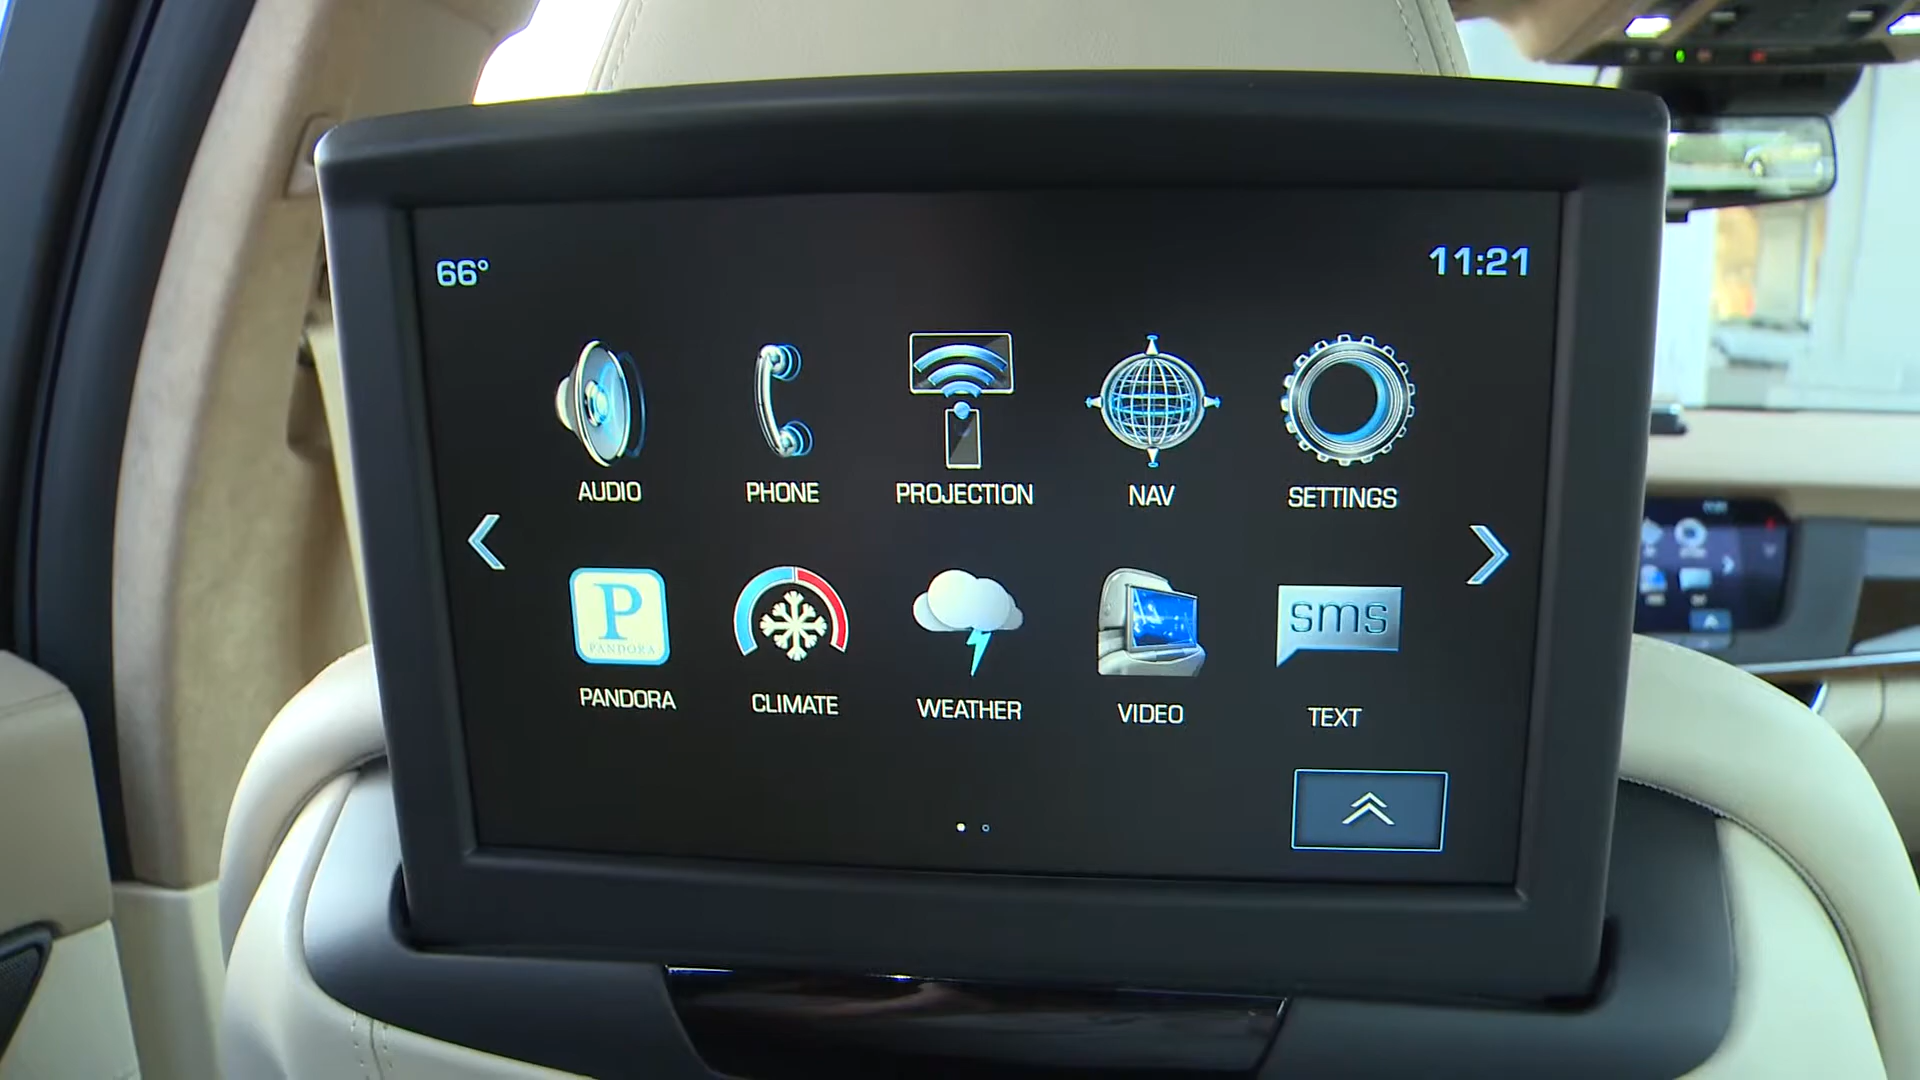 66°
11:21
AUDIO
PHONE
PROJECTION
NAV
SETTINGS
P
PANDORA
sms
PANDORA
CLIMATE
WEATHER
VIDEO
TEXT